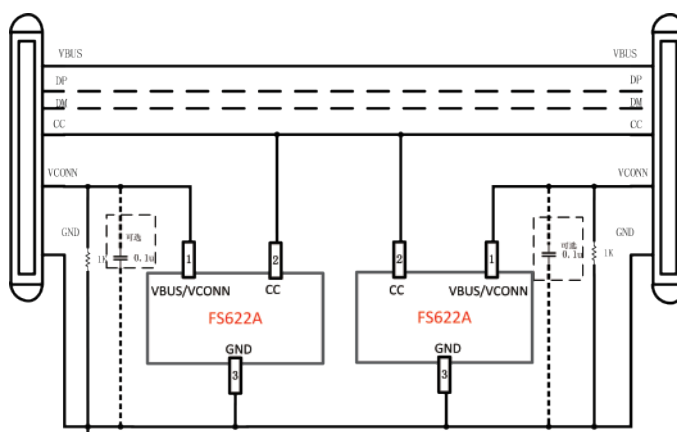 VBUS VBUS
DP DP
DM DM
CC CC
VCONN VCONN
GND GND
可选 可选
1K 0.1u 0.1u 1K
1 2 2 1
VBUS/VCONN CC CC VBUS/VCONN
FS622A FS622A
GND GND
3 3